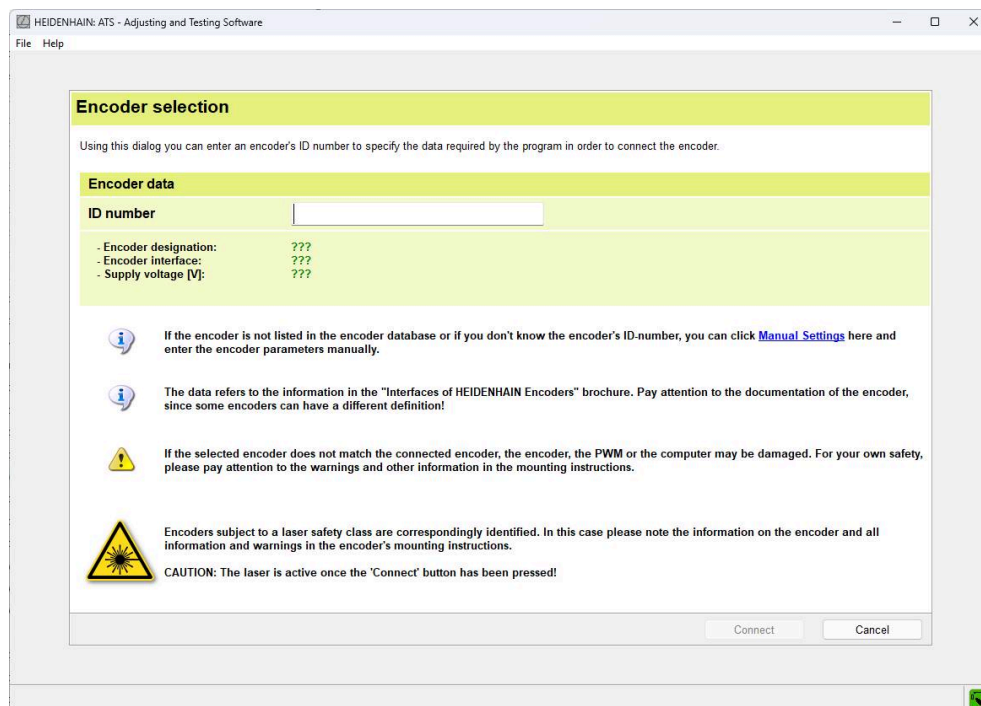 HEIDENHAIN: ATS - Adjusting and Testing Software
File Help
Encoder selection
Using this dialog you can enter an encoder's ID number to specify the data required by the program in order to connect the encoder.
Encoder data
ID number
- Encoder designation: ???
- Encoder interface: ???
- Supply voltage [V]: ???
If the encoder is not listed in the encoder database or if you don't know the encoder's ID-number, you can click Manual Settings here and
enter the encoder parameters manually.
The data refers to the information in the "Interfaces of HEIDENHAIN Encoders" brochure. Pay attention to the documentation of the encoder,
since some encoders can have a different definition!
If the selected encoder does not match the connected encoder, the encoder, the PWM or the computer may be damaged. For your own safety,
please pay attention to the warnings and other information in the mounting instructions.
Encoders subject to a laser safety class are correspondingly identified. In this case please note the information on the encoder and all
information and warnings in the encoder's mounting instructions.
CAUTION: The laser is active once the 'Connect' button has been pressed!
Connect Cancel